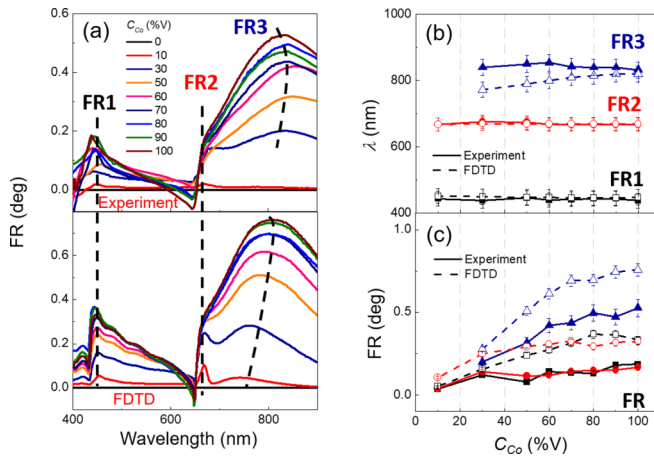 (a)
C_Co (%V)
0
10
30
50
60
70
80
90
100
FR1
FR2
FR3
0.6
0.4
0.2
0.0
Experiment
FR (deg)
0.6
0.4
0.2
0.0
FDTD
400 500 600 700 800
Wavelength (nm)
(b)
FR3
FR2
FR1
Experiment
FDTD
1000
800
600
400
λ (nm)
(c)
Experiment
FDTD
FR
1.0
0.5
0.0
FR (deg)
0 20 40 60 80 100
C_Co (%V)